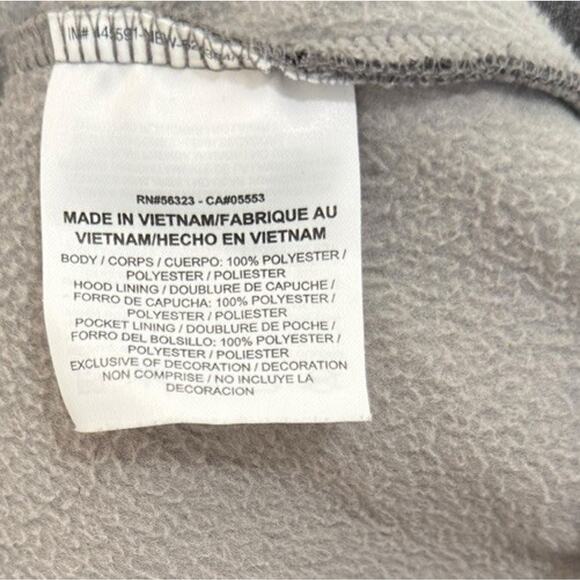 RN#56323 - CA#05553
MADE IN VIETNAM/FABRIQUE AU
VIETNAM/HECHO EN VIETNAM
BODY / CORPS / CUERPO: 100% POLYESTER /
POLYESTER / POLIESTER
HOOD LINING / DOUBLURE DE CAPUCHE /
FORRO DE CAPUCHA: 100% POLYESTER /
POLYESTER / POLIESTER
POCKET LINING / DOUBLURE DE POCHE /
FORRO DEL BOLSILLO: 100% POLYESTER /
POLYESTER / POLIESTER
EXCLUSIVE OF DECORATION / DECORATION
NON COMPRISE / NO INCLUYE LA
DECORACION